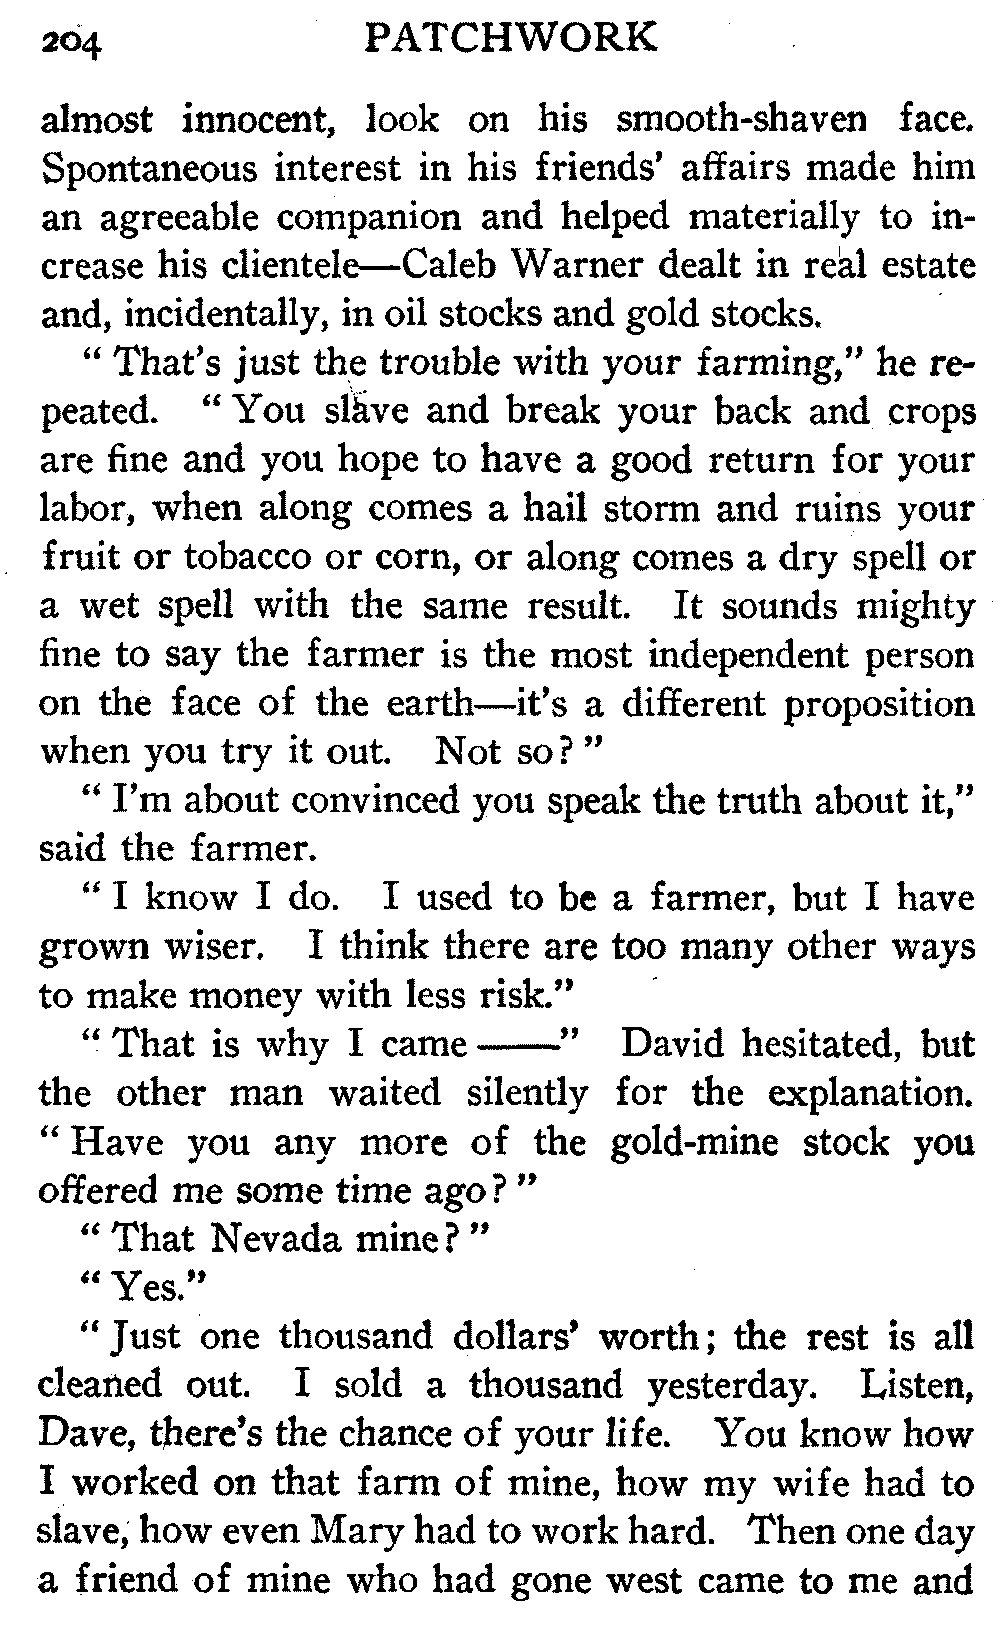 204 PATCHWORK
almost innocent, look on his smooth-shaven face.
Spontaneous interest in his friends' affairs made him
an agreeable companion and helped materially to in-
crease his clientele—Caleb Warner dealt in real estate
and, incidentally, in oil stocks and gold stocks.
" That's just the trouble with your farming," he re-
peated. " You slave and break your back and crops
are fine and you hope to have a good return for your
labor, when along comes a hail storm and ruins your
fruit or tobacco or corn, or along comes a dry spell or
a wet spell with the same result. It sounds mighty
fine to say the farmer is the most independent person
on the face of the earth—it's a different proposition
when you try it out. Not so? "
" I'm about convinced you speak the truth about it,"
said the farmer.
" I know I do. I used to be a farmer, but I have
grown wiser. I think there are too many other ways
to make money with less risk."
" That is why I came ——" David hesitated, but
the other man waited silently for the explanation.
" Have you any more of the gold-mine stock you
offered me some time ago? "
" That Nevada mine? "
" Yes."
" Just one thousand dollars' worth; the rest is all
cleaned out. I sold a thousand yesterday. Listen,
Dave, there's the chance of your life. You know how
I worked on that farm of mine, how my wife had to
slave, how even Mary had to work hard. Then one day
a friend of mine who had gone west came to me and